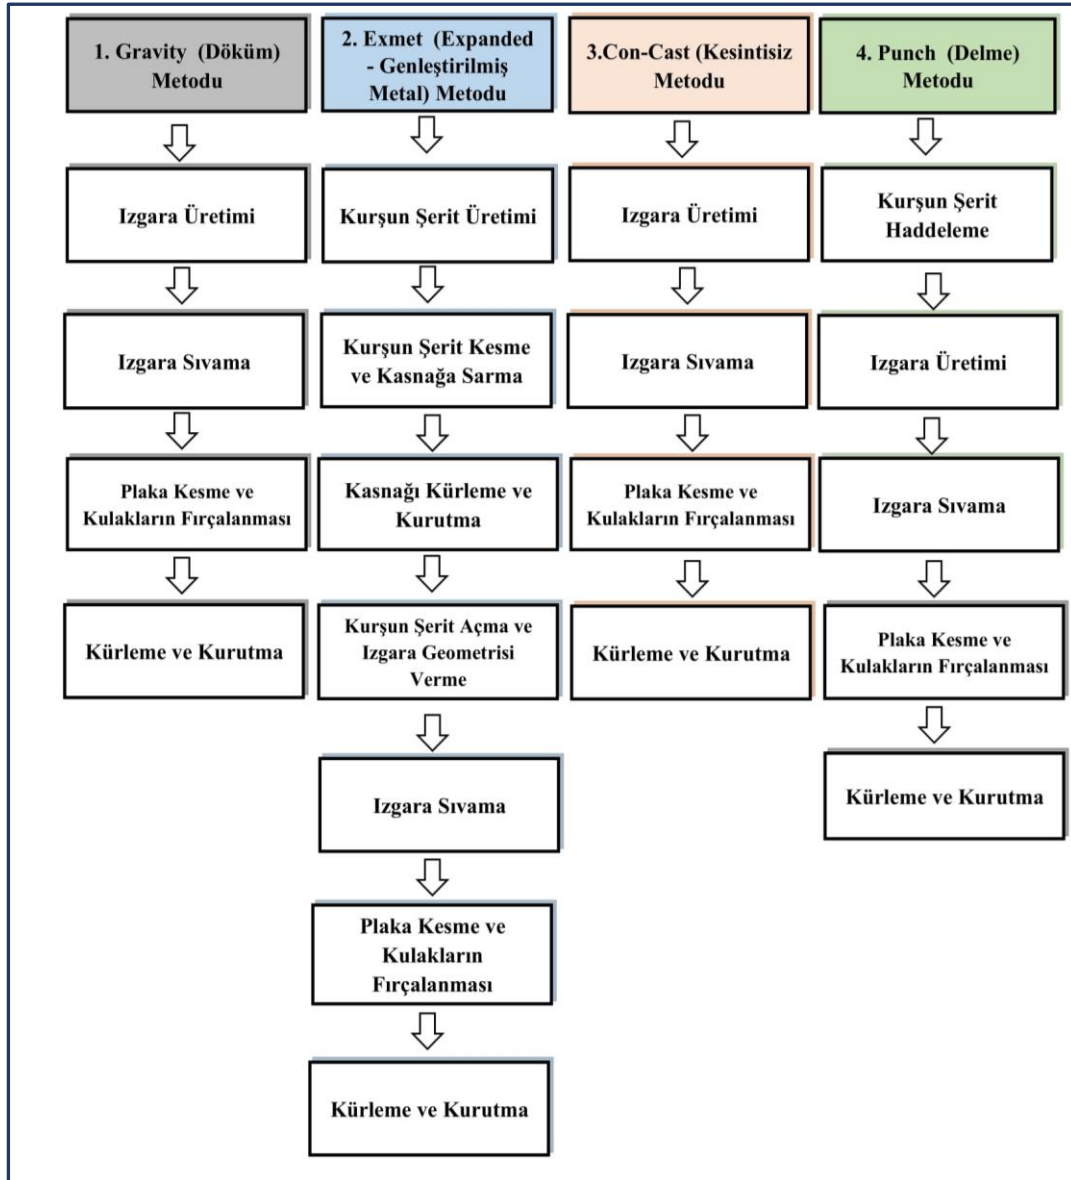 1. Gravity (Döküm)
Metodu
Izgara Üretimi
Izgara Sıvama
Plaka Kesme ve
Kulakların Fırçalanması
Kürleme ve Kurutma
2. Exmet (Expanded
- Genleştirilmiş
Metal) Metodu
Kurşun Şerit Üretimi
Kurşun Şerit Kesme
ve Kasnağa Sarma
Kasnağı Kürleme ve
Kurutma
Kurşun Şerit Açma ve
Izgara Geometrisi
Verme
Izgara Sıvama
Plaka Kesme ve
Kulakların
Fırçalanması
Kürleme ve Kurutma
3.Con-Cast (Kesintisiz
Metodu
Izgara Üretimi
Izgara Sıvama
Plaka Kesme ve
Kulakların Fırçalanması
Kürleme ve Kurutma
4. Punch (Delme)
Metodu
Kurşun Şerit
Haddeleme
Izgara Üretimi
Izgara Sıvama
Plaka Kesme ve
Kulakların Fırçalanması
Kürleme ve Kurutma